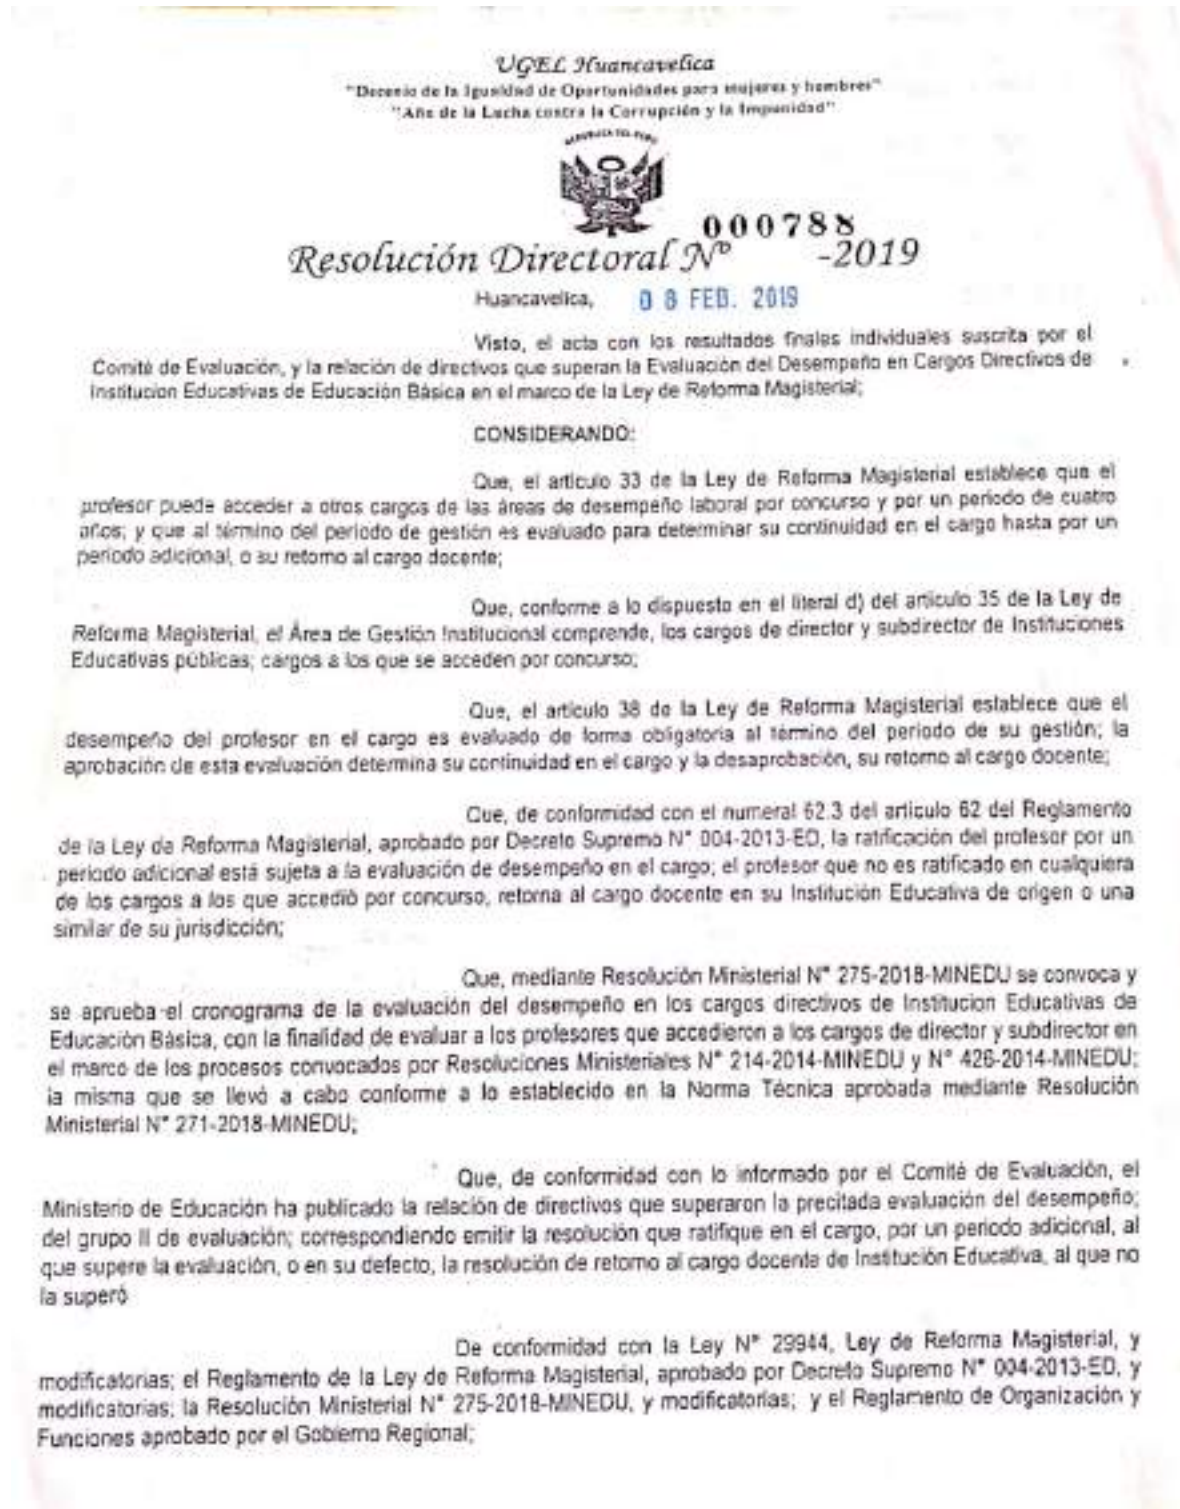 UGEL Huancavelica
"Decenio de la Igualdad de Oportunidades para mujeres y hombres"
"Año de la Lucha contra la Corrupción y la Impunidad"
REPUBLICA DEL PERU
000788
Resolución Directoral Nº -2019
Huancavelica, 08 FEB. 2019
Visto, el acta con los resultados finales individuales suscrita por el
Comité de Evaluación, y la relación de directivos que superan la Evaluación del Desempeño en Cargos Directivos de
Institucion Educativas de Educación Básica en el marco de la Ley de Reforma Magisterial;
CONSIDERANDO:
Que, el artículo 33 de la Ley de Reforma Magisterial establece que el
profesor puede acceder a otros cargos de las áreas de desempeño laboral por concurso y por un periodo de cuatro
años; y que al término del periodo de gestión es evaluado para determinar su continuidad en el cargo hasta por un
periodo adicional, o su retorno al cargo docente;
Que, conforme a lo dispuesto en el literal d) del artículo 35 de la Ley de
Reforma Magisterial, el Área de Gestión Institucional comprende, los cargos de director y subdirector de Instituciones
Educativas públicas; cargos a los que se acceden por concurso;
Que, el artículo 38 de la Ley de Reforma Magisterial establece que el
desempeño del profesor en el cargo es evaluado de forma obligatoria al término del periodo de su gestión; la
aprobación de esta evaluación determina su continuidad en el cargo y la desaprobación, su retorno al cargo docente;
Que, de conformidad con el numeral 62.3 del artículo 62 del Reglamento
de la Ley de Reforma Magisterial, aprobado por Decreto Supremo N° 004-2013-ED, la ratificación del profesor por un
periodo adicional está sujeta a la evaluación de desempeño en el cargo; el profesor que no es ratificado en cualquiera
de los cargos a los que accedió por concurso, retorna al cargo docente en su Institución Educativa de origen o una
similar de su jurisdicción;
Que, mediante Resolución Ministerial N° 275-2018-MINEDU se convoca y
se aprueba el cronograma de la evaluación del desempeño en los cargos directivos de Institucion Educativas de
Educación Básica, con la finalidad de evaluar a los profesores que accedieron a los cargos de director y subdirector en
el marco de los procesos convocados por Resoluciones Ministeriales N° 214-2014-MINEDU y N° 426-2014-MINEDU;
la misma que se llevó a cabo conforme a lo establecido en la Norma Técnica aprobada mediante Resolución
Ministerial N° 271-2018-MINEDU;
Que, de conformidad con lo informado por el Comité de Evaluación, el
Ministerio de Educación ha publicado la relación de directivos que superaron la precitada evaluación del desempeño;
del grupo II de evaluación; correspondiendo emitir la resolución que ratifique en el cargo, por un periodo adicional, al
que supere la evaluación, o en su defecto, la resolución de retorno al cargo docente de Institución Educativa, al que no
la superó
De conformidad con la Ley N° 29944, Ley de Reforma Magisterial, y
modificatorias; el Reglamento de la Ley de Reforma Magisterial, aprobado por Decreto Supremo N° 004-2013-ED, y
modificatorias; la Resolución Ministerial N° 275-2018-MINEDU, y modificatorias; y el Reglamento de Organización y
Funciones aprobado por el Gobierno Regional;